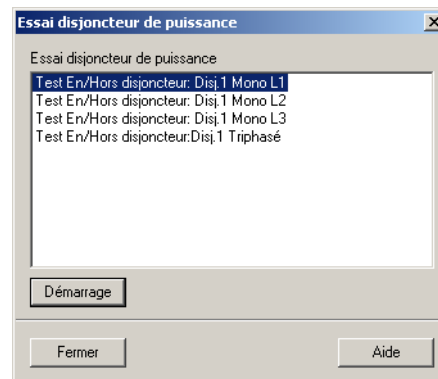 Essai disjoncteur de puissance
Essai disjoncteur de puissance
Test En/Hors disjoncteur: Disj.1 Mono L1
Test En/Hors disjoncteur: Disj.1 Mono L2
Test En/Hors disjoncteur: Disj.1 Mono L3
Test En/Hors disjoncteur:Disj.1 Triphasé
Démarrage
Fermer Aide